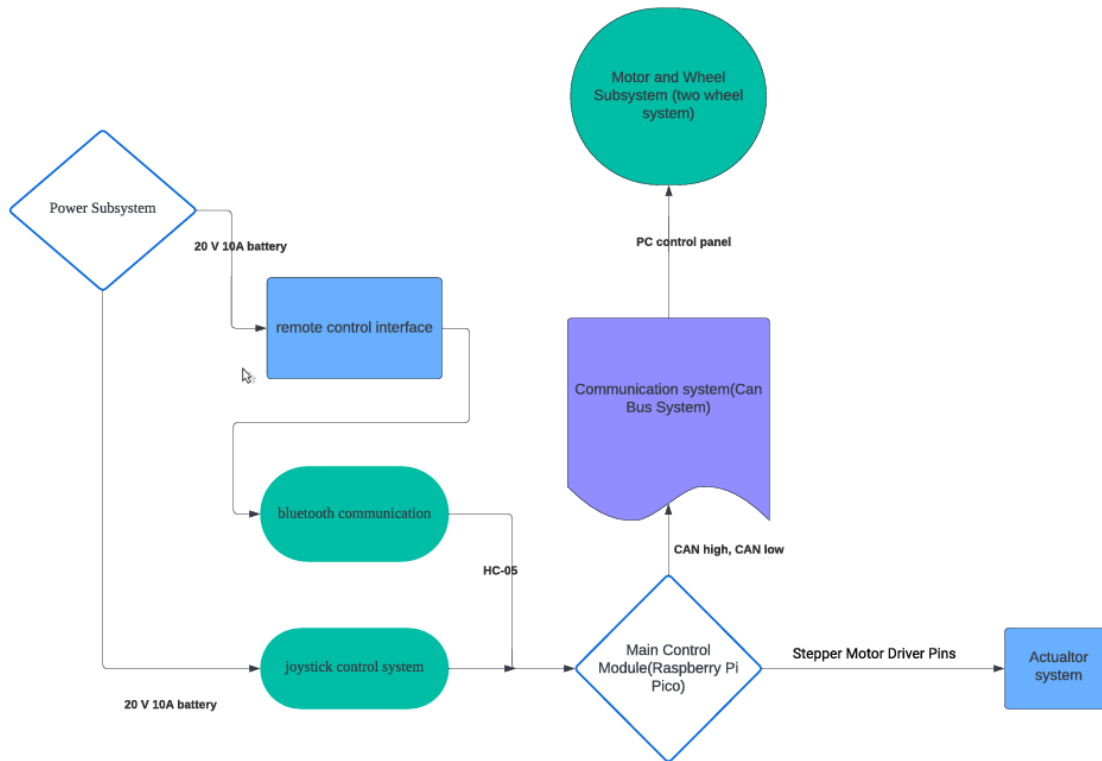 Motor and Wheel
Subsystem (two wheel
system)
Power Subsystem
20 V 10A battery
PC control panel
remote control interface
Communication system(Can
Bus System)
bluetooth communication
HC-05
CAN high, CAN low
joystick control system
20 V 10A battery
Main Control
Module(Raspberry Pi
Pico)
Stepper Motor Driver Pins
Actualtor
system